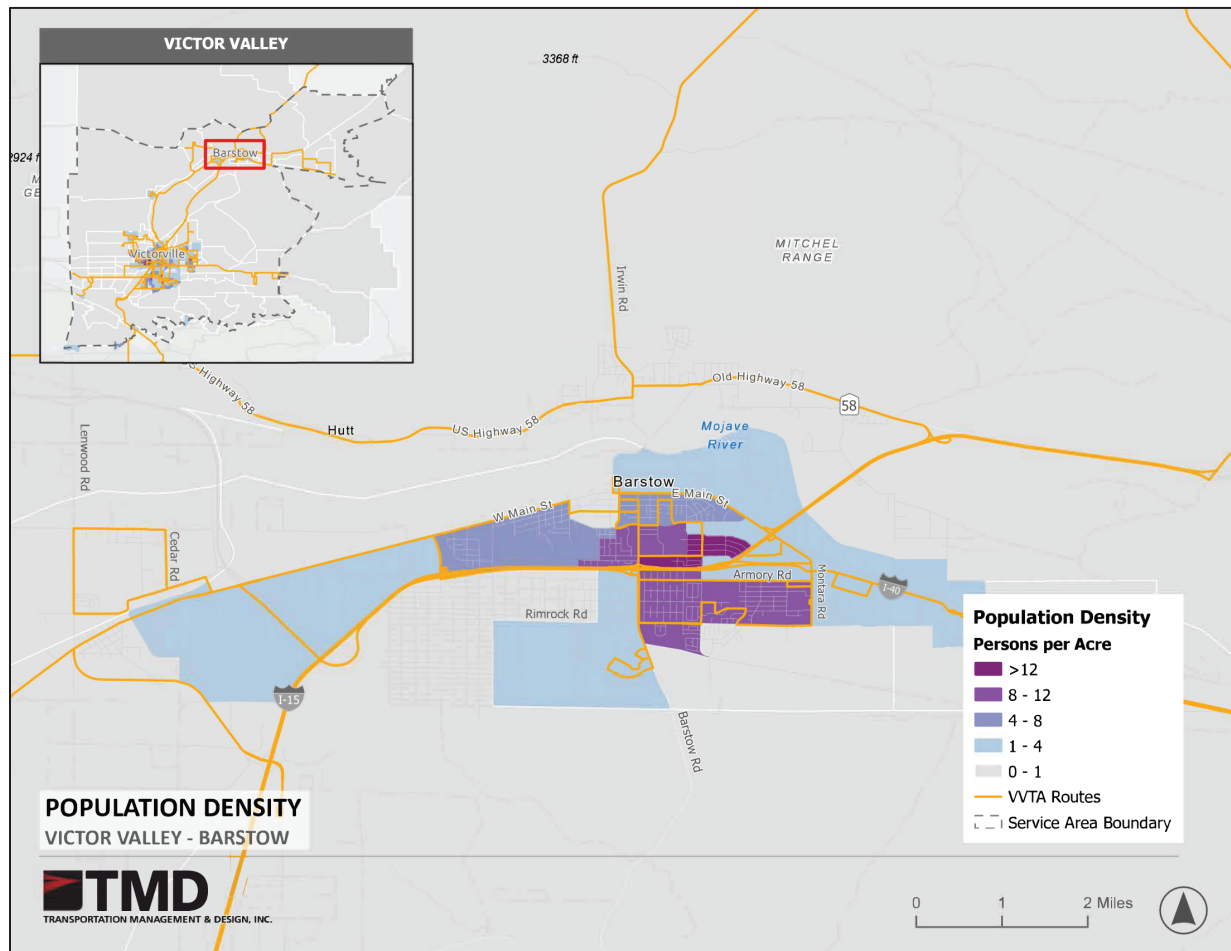 VICTOR VALLEY
Barstow
Victorville
3368 ft
2924 ft
MITCHEL
RANGE
Irwin Rd
Old Highway 58
58
US Highway 58
Hutt
US Highway 58
Mojave
River
Lenwood Rd
Barstow
E Main St
W Main St
Cedar Rd
Armory Rd
Montara Rd
I-40
Rimrock Rd
I-15
Barstow Rd
Population Density
Persons per Acre
>12
8 - 12
4 - 8
1 - 4
0 - 1
VVTA Routes
Service Area Boundary
POPULATION DENSITY
VICTOR VALLEY - BARSTOW
TMD
TRANSPORTATION MANAGEMENT & DESIGN, INC.
0 1 2 Miles